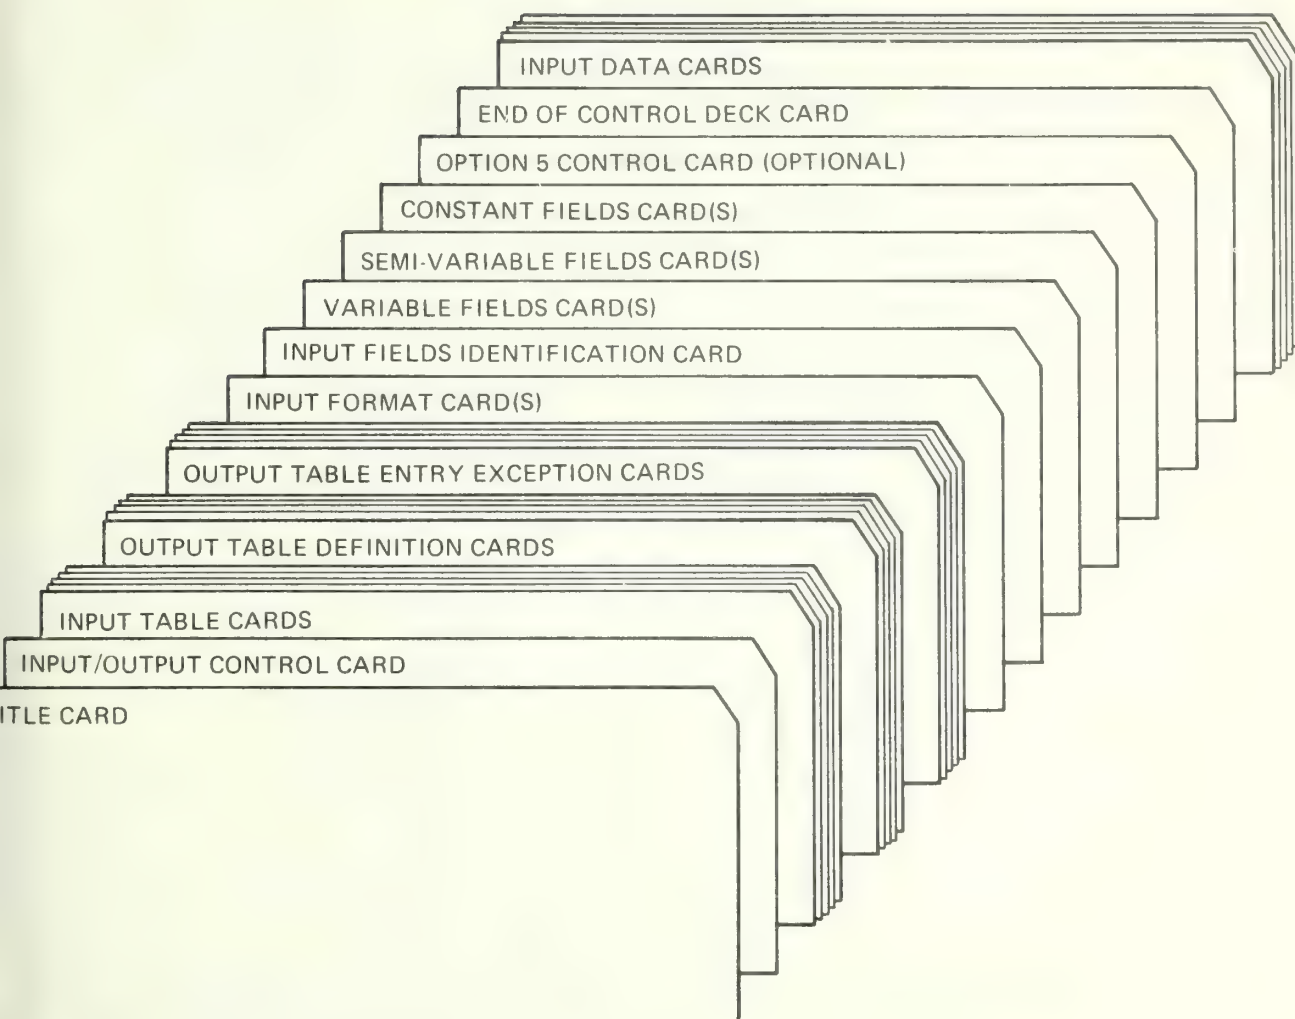 INPUT DATA CARDS
END OF CONTROL DECK CARD
OPTION 5 CONTROL CARD (OPTIONAL)
CONSTANT FIELDS CARD(S)
SEMI-VARIABLE FIELDS CARD(S)
VARIABLE FIELDS CARD(S)
INPUT FIELDS IDENTIFICATION CARD
INPUT FORMAT CARD(S)
OUTPUT TABLE ENTRY EXCEPTION CARDS
OUTPUT TABLE DEFINITION CARDS
INPUT TABLE CARDS
INPUT/OUTPUT CONTROL CARD
ITLE CARD